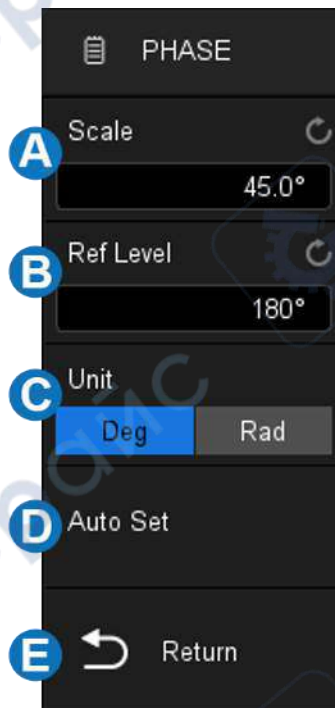 PHASE
A
Scale
45.0°
B
Ref Level
180°
C
Unit
Deg Rad
D
Auto Set
E
Return